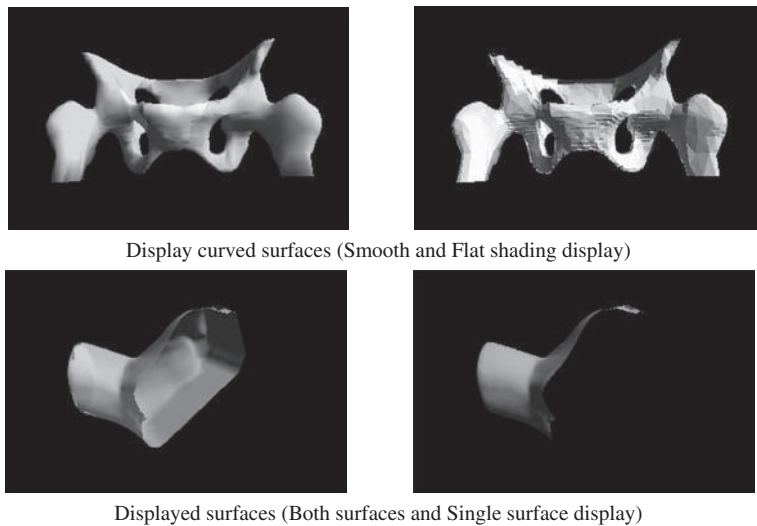 Display curved surfaces (Smooth and Flat shading display)
Displayed surfaces (Both surfaces and Single surface display)